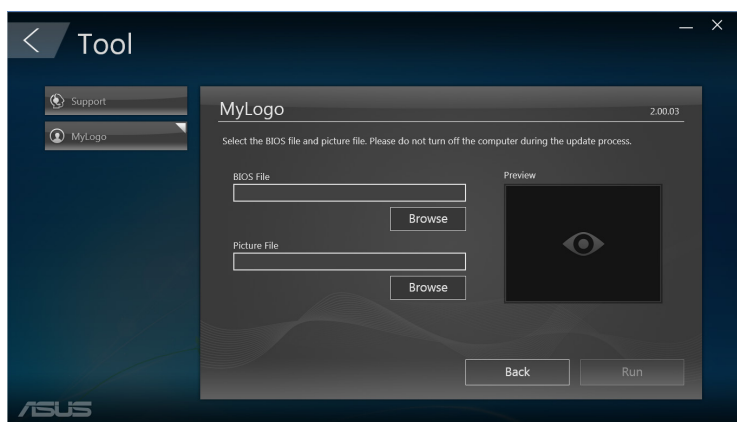 Tool
Support
MyLogo
MyLogo
2.00.03
Select the BIOS file and picture file. Please do not turn off the computer during the update process.
BIOS File
Preview
Browse
Picture File
Browse
Back
Run
ASUS